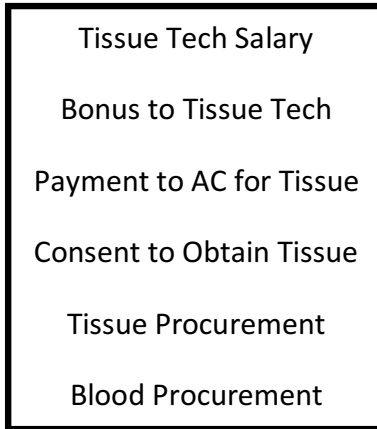 Tissue Tech Salary
Bonus to Tissue Tech
Payment to AC for Tissue
Consent to Obtain Tissue
Tissue Procurement
Blood Procurement